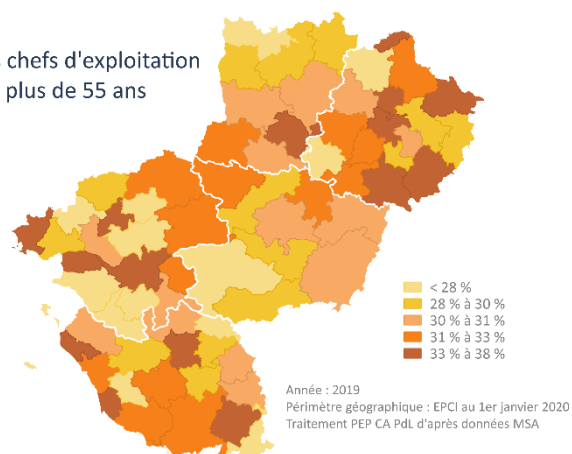 s chefs d'exploitation
plus de 55 ans
< 28 %
28 % à 30 %
30 % à 31 %
31 % à 33 %
33 % à 38 %
Année : 2019
Périmètre géographique : EPCI au 1er janvier 2020
Traitement PEP CA PdL d'après données MSA